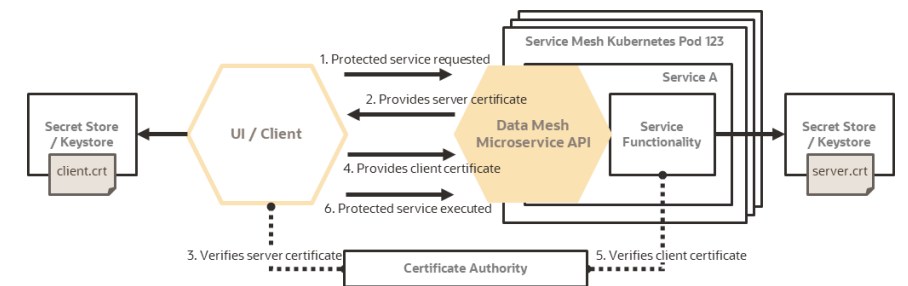 Service Mesh Kubernetes Pod 123
1. Protected service requested
Service A
2. Provides server certificate
Secret Store
/ Keystore
client.crt
UI / Client
Data Mesh
Microservice API
Service
Functionality
Secret Store
/ Keystore
server.crt
4. Provides client certificate
6. Protected service executed
3. Verifies server certificate
5. Verifies client certificate
Certificate Authority